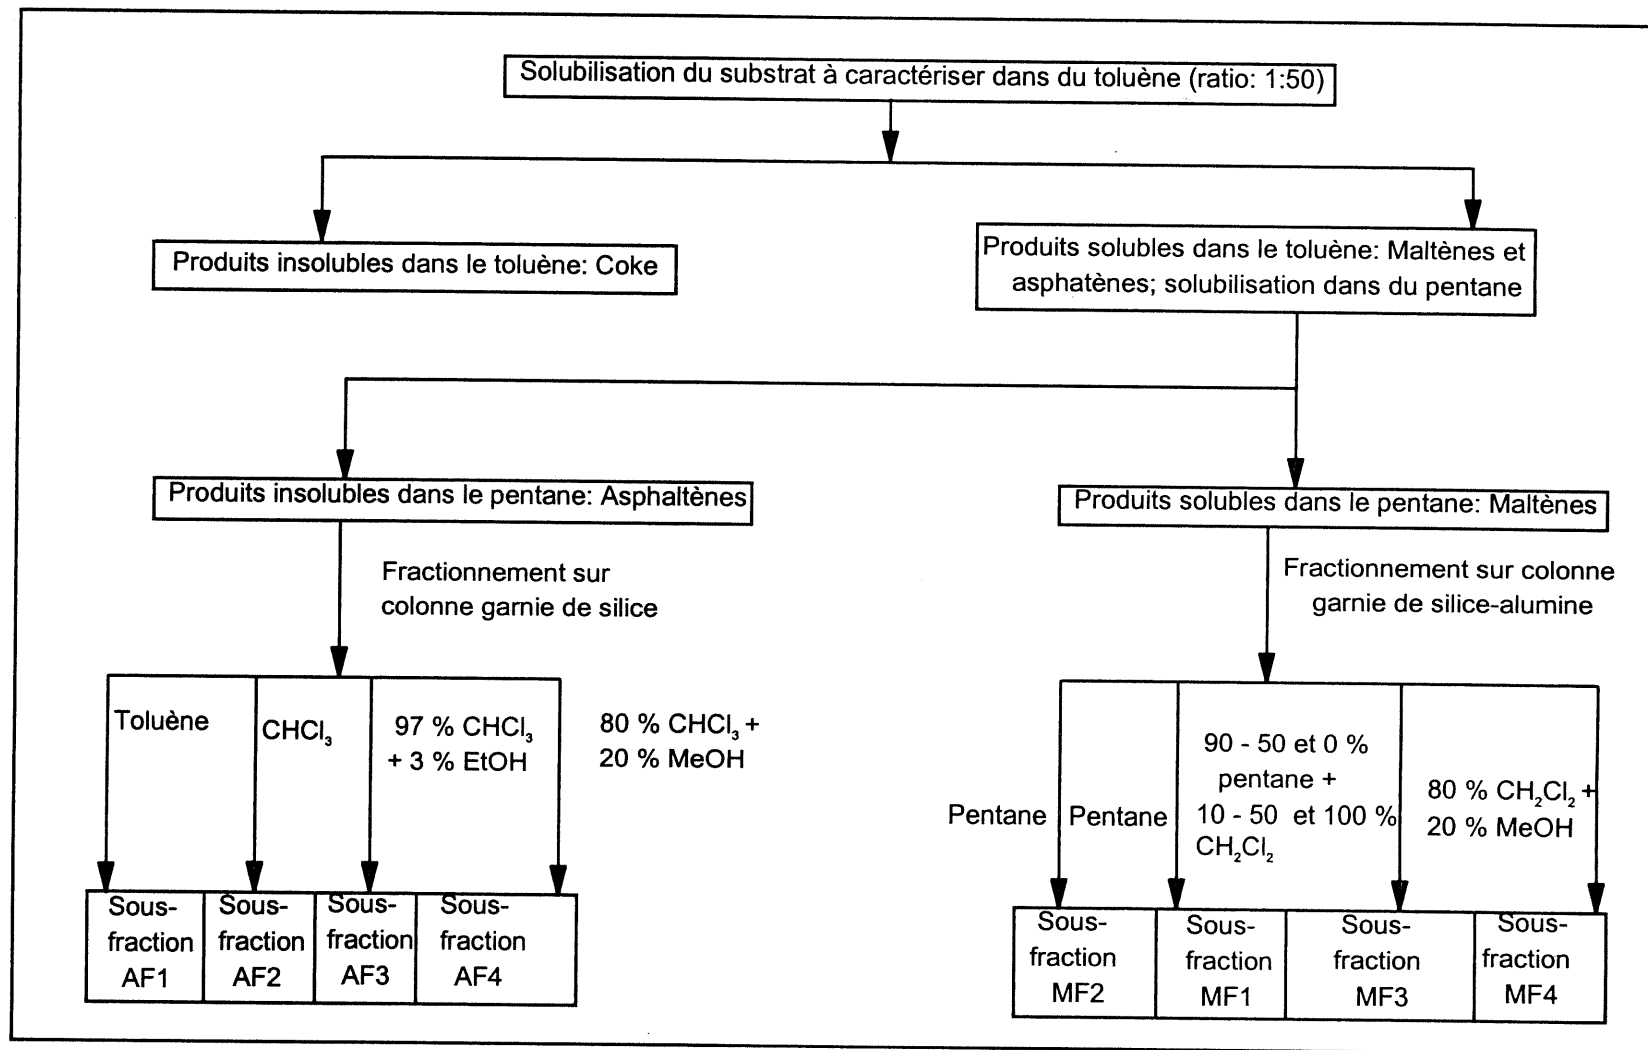 Solubilisation du substrat à caractériser dans du toluène (ratio: 1:50)
Produits insolubles dans le toluène: Coke
Produits solubles dans le toluène: Maltènes et
asphatènes; solubilisation dans du pentane
Produits insolubles dans le pentane: Asphaltènes
Produits solubles dans le pentane: Maltènes
Fractionnement sur
colonne garnie de silice
Fractionnement sur colonne
garnie de silice-alumine
Toluène
CHCl₃
97 % CHCl₃
+ 3 % EtOH
80 % CHCl₃ +
20 % MeOH
Pentane
Pentane
90 - 50 et 0 %
pentane +
10 - 50 et 100 %
CH₂Cl₂
80 % CH₂Cl₂ +
20 % MeOH
Sous-
fraction
AF1
Sous-
fraction
AF2
Sous-
fraction
AF3
Sous-
fraction
AF4
Sous-
fraction
MF2
Sous-
fraction
MF1
Sous-
fraction
MF3
Sous-
fraction
MF4